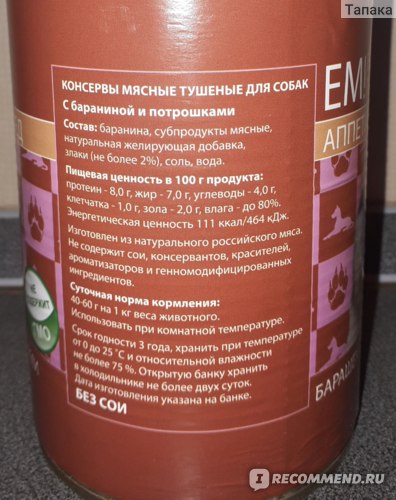 Тапака
КОНСЕРВЫ МЯСНЫЕ ТУШЕНЫЕ ДЛЯ СОБАК
С бараниной и потрошками
Состав: баранина, субпродукты мясные,
натуральная желирующая добавка,
злаки (не более 2%), соль, вода.
Пищевая ценность в 100 г продукта:
протеин - 8,0 г, жир - 7,0 г, углеводы - 4,0 г,
клетчатка - 1,0 г, зола - 2,0 г, влага - до 80%.
Энергетическая ценность 111 ккал/464 кДж.
Изготовлен из натурального российского мяса.
Не содержит сои, консервантов, красителей,
ароматизаторов и генномодифицированных
ингредиентов.
Суточная норма кормления:
40-60 г на 1 кг веса животного.
Использовать при комнатной температуре.
Срок годности 3 года, хранить при температуре
от 0 до 25 °С и относительной влажности
не более 75 %. Открытую банку хранить
в холодильнике не более двух суток.
Дата изготовления указана на банке.
БЕЗ СОИ
НЕ
ГМО
АППЕТ
IRECOMMEND.RU